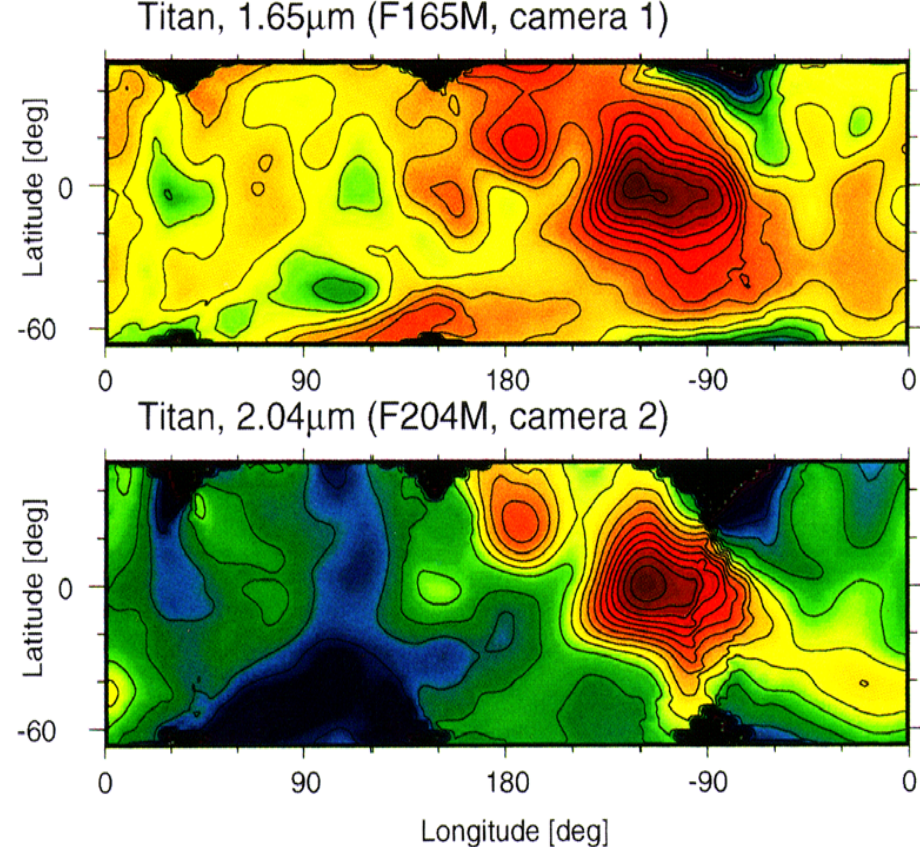 Titan, 1.65μm (F165M, camera 1)
Latitude [deg]
0
-60
0 90 180 -90 0
Titan, 2.04μm (F204M, camera 2)
Latitude [deg]
0
-60
0 90 180 -90 0
Longitude [deg]